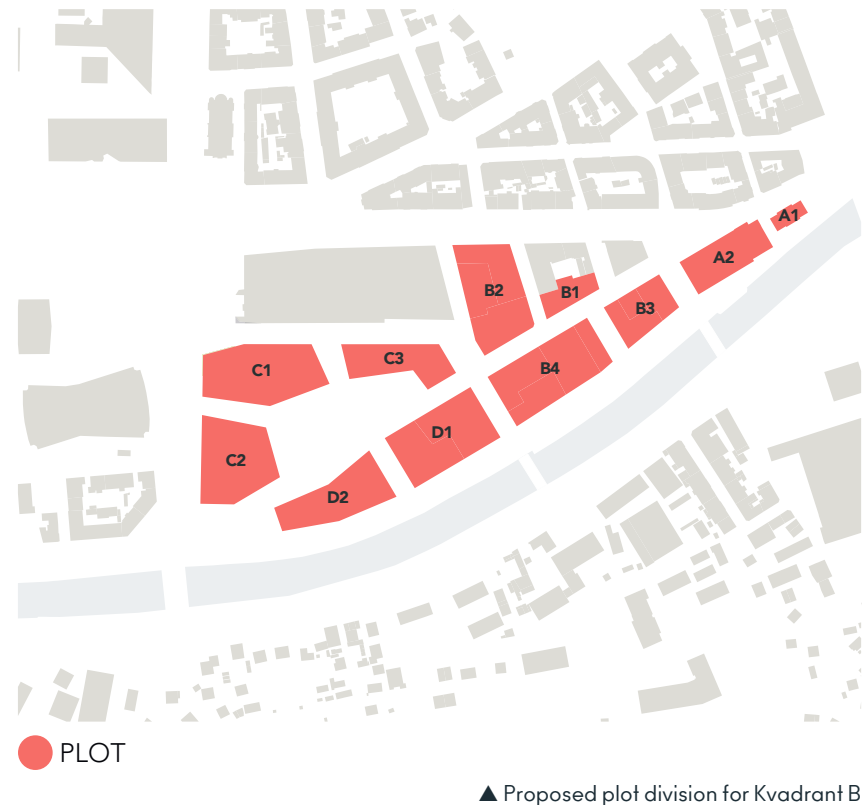 A1
A2
B2
B1
B3
C3
C1
B4
D1
C2
D2
PLOT
▲ Proposed plot division for Kvadrant B